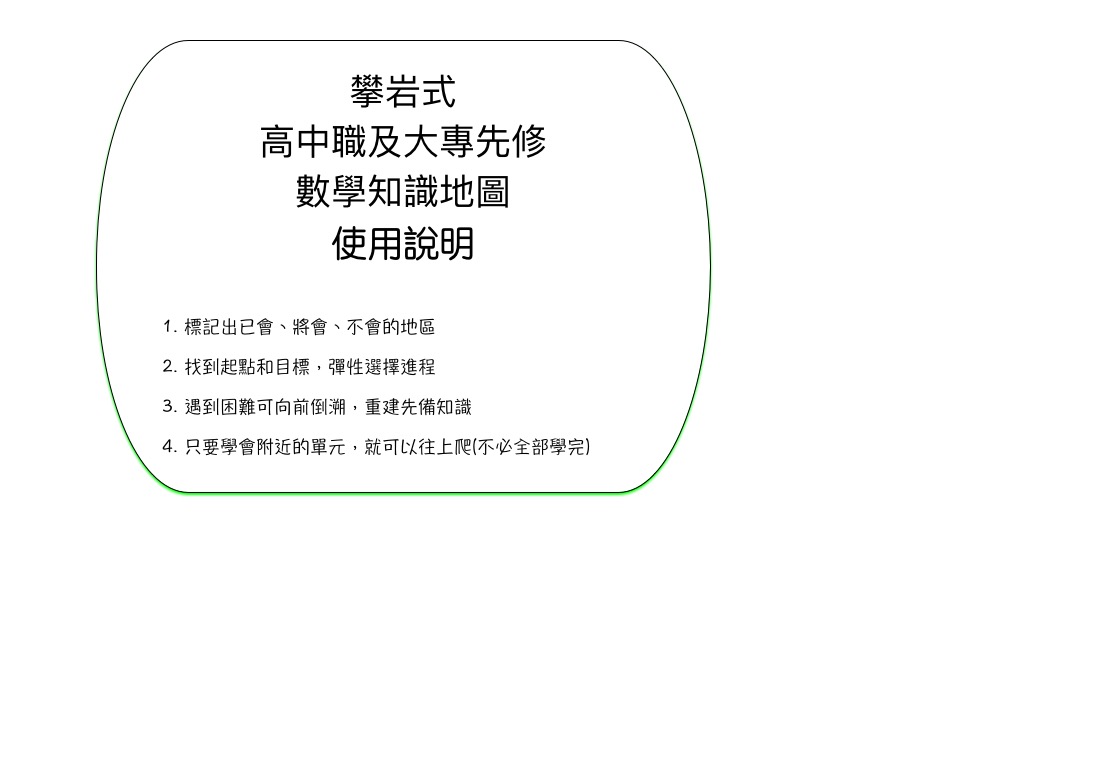 攀岩式
高中職及大專先修
數學知識地圖
使用說明
1. 標記出已會、將會、不會的地區
2. 找到起點和目標，彈性選擇進程
3. 遇到困難可向前倒溯，重建先備知識
4. 只要學會附近的單元，就可以往上爬(不必全部學完)